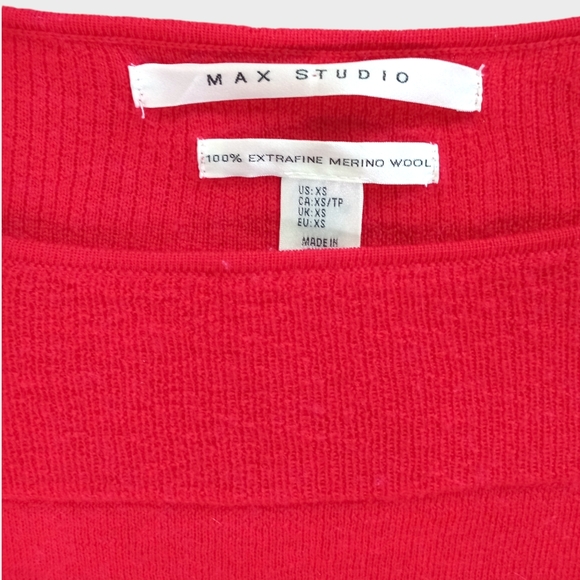 MAX STUDIO
100% EXTRAFINE MERINO WOOL
US: XS
CA: XS/TP
UK: XS
EU: XS
MADE IN